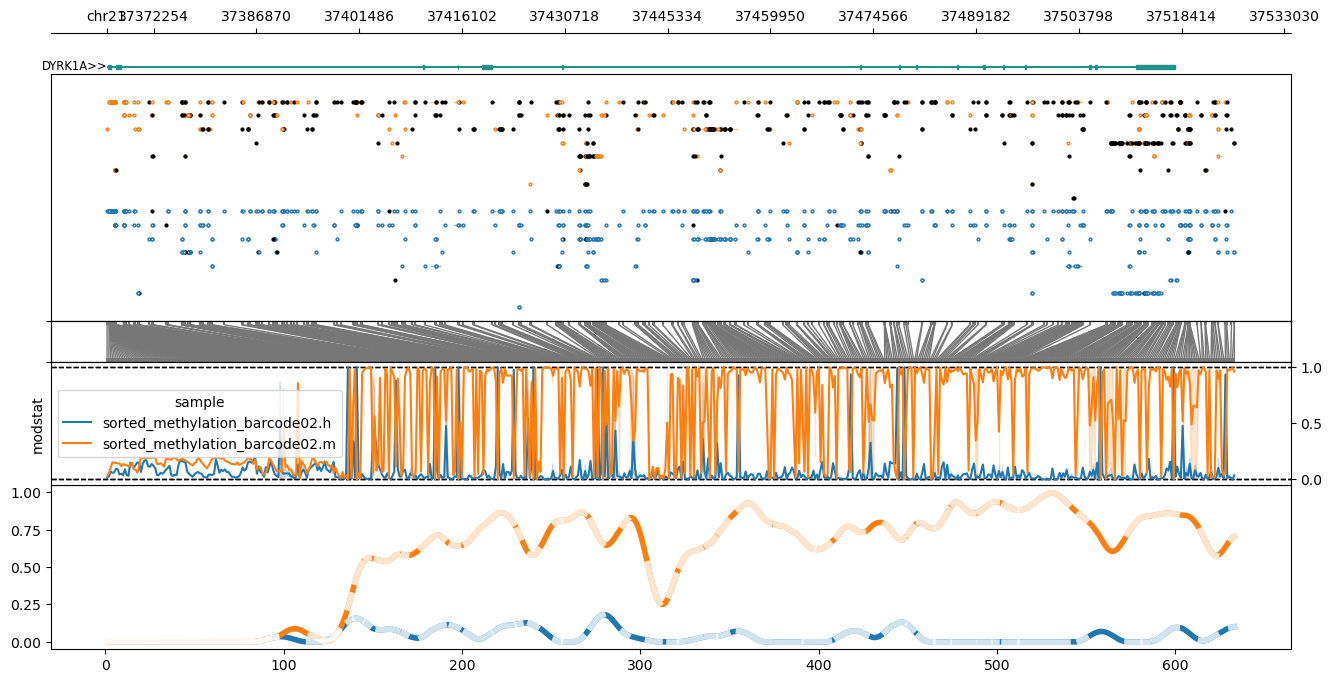 chr21 37372254 37386870 37401486 37416102 37430718 37445334 37459950 37474566 37489182 37503798 37518414 37533030
DYRK1A>>
1.0
sample
sorted_methylation_barcode02.h
sorted_methylation_barcode02.m
modstat
0.5
0.0
1.00
0.75
0.50
0.25
0.00
0 100 200 300 400 500 600